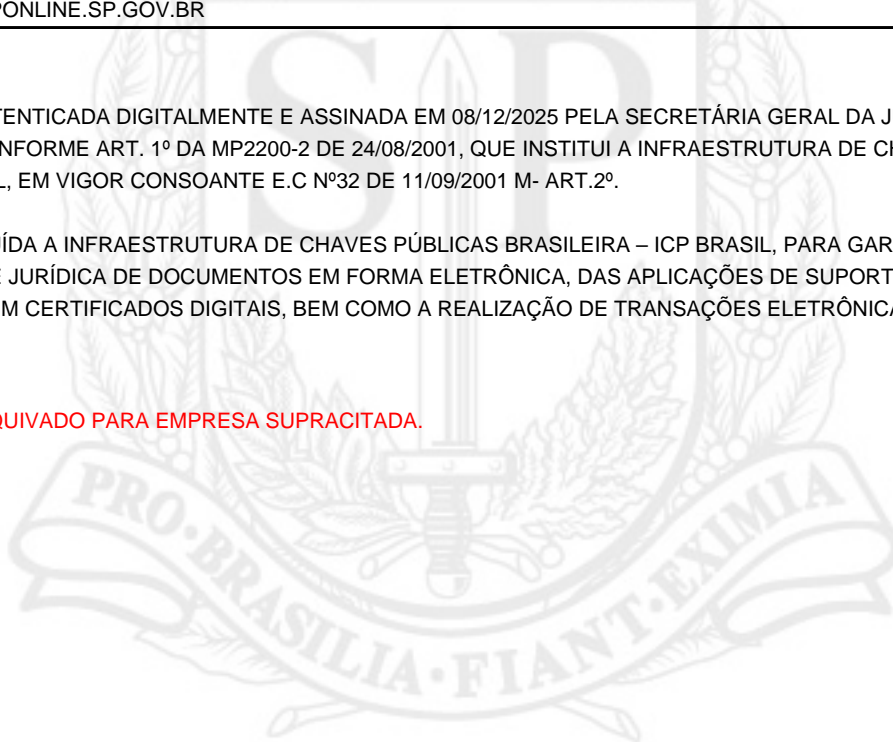 PONLINE.SP.GOV.BR
TENTICADA DIGITALMENTE E ASSINADA EM 08/12/2025 PELA SECRETÁRIA GERAL DA J
NFORME ART. 1º DA MP2200-2 DE 24/08/2001, QUE INSTITUI A INFRAESTRUTURA DE CH
L, EM VIGOR CONSOANTE E.C Nº32 DE 11/09/2001 M- ART.2º.
ÍDA A INFRAESTRUTURA DE CHAVES PÚBLICAS BRASILEIRA – ICP BRASIL, PARA GAR
E JURÍDICA DE DOCUMENTOS EM FORMA ELETRÔNICA, DAS APLICAÇÕES DE SUPORT
M CERTIFICADOS DIGITAIS, BEM COMO A REALIZAÇÃO DE TRANSAÇÕES ELETRÔNICA
QUIVADO PARA EMPRESA SUPRACITADA.
SP
PRO·BRASILIA·FIANT·EXIMIA